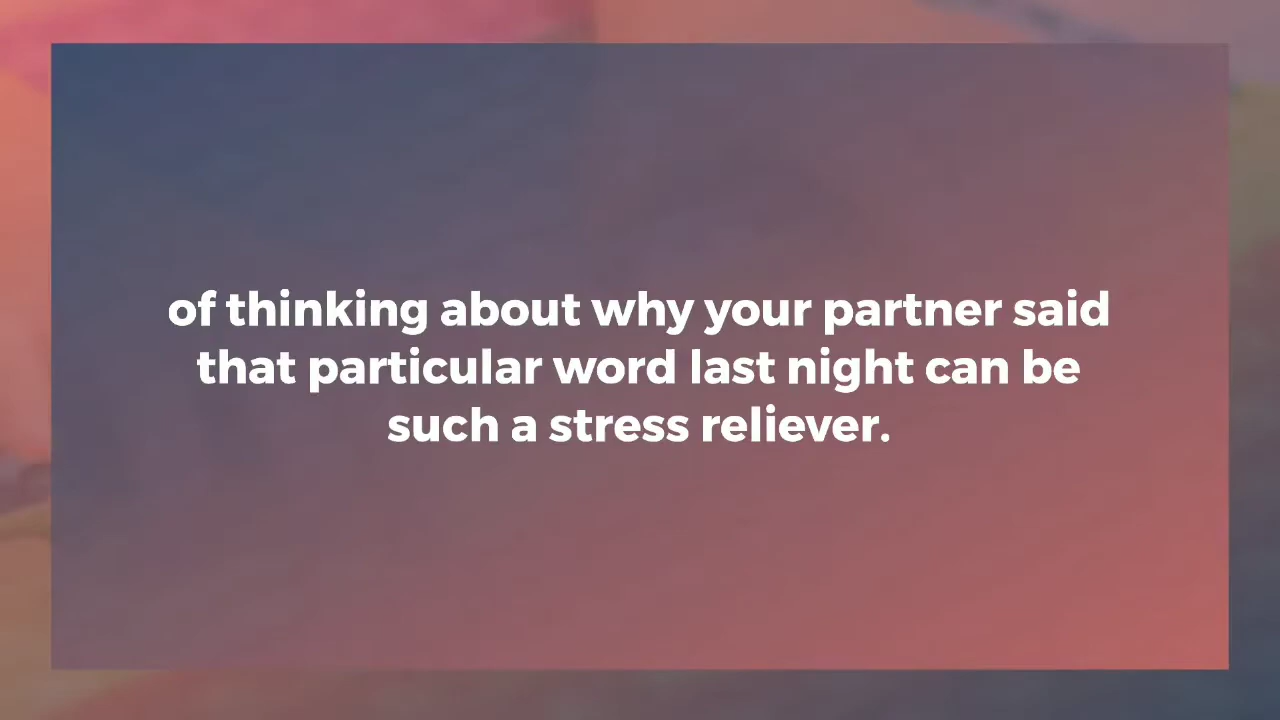 of thinking about why your partner said
that particular word last night can be
such a stress reliever.